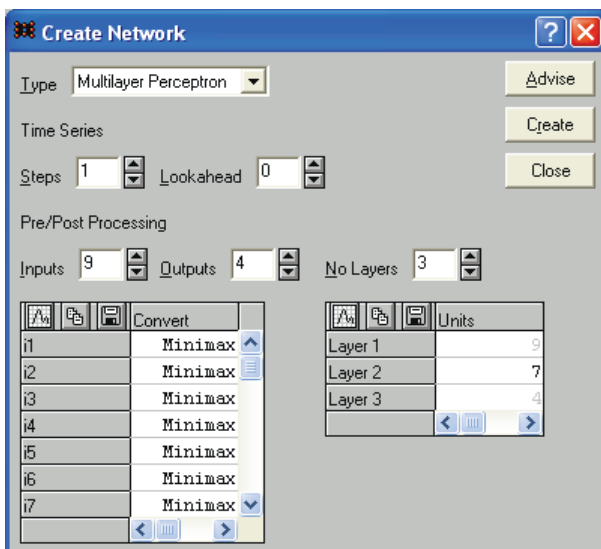 Create Network
Type Multilayer Perceptron
Advise
Time Series
Create
Steps 1 Lookahead 0
Close
Pre/Post Processing
Inputs 9 Outputs 4 No Layers 3
Convert
i1 Minimax
i2 Minimax
i3 Minimax
i4 Minimax
i5 Minimax
i6 Minimax
i7 Minimax
Units
Layer 1 9
Layer 2 7
Layer 3 4